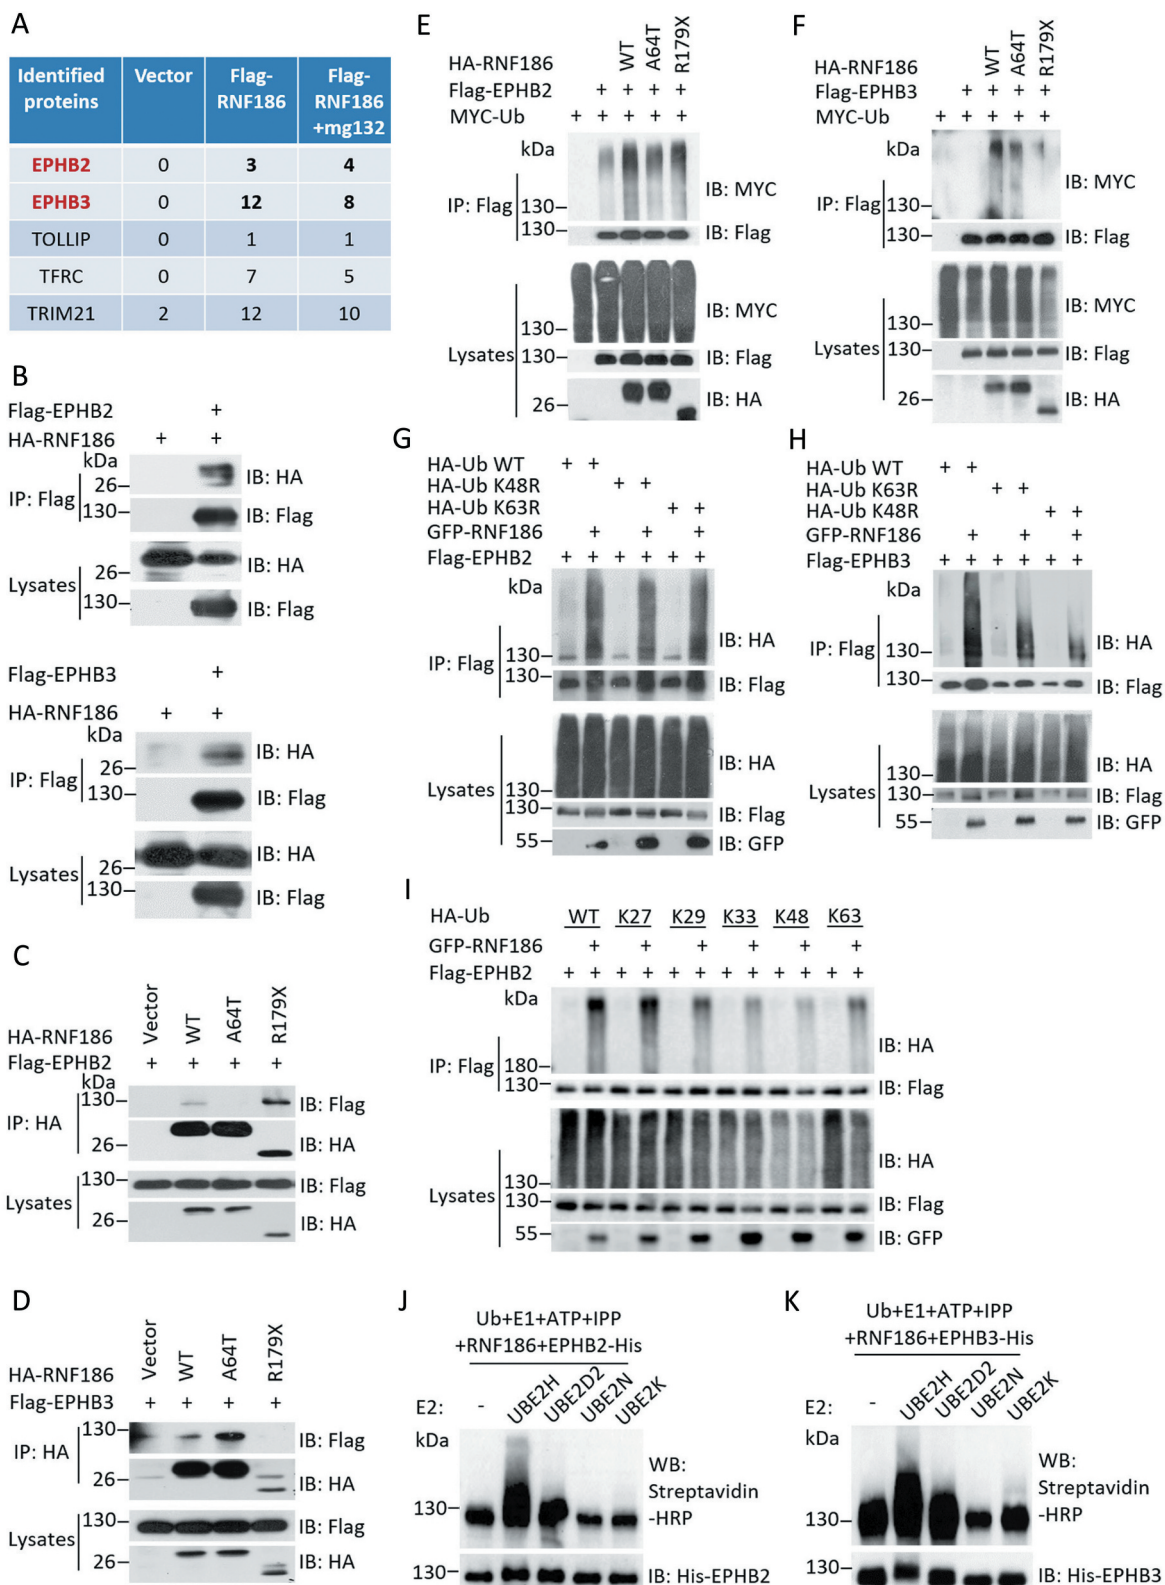 A
Identified proteins | Vector | Flag-RNF186 | Flag-RNF186 +mg132
EPHB2 | 0 | 3 | 4
EPHB3 | 0 | 12 | 8
TOLLIP | 0 | 1 | 1
TFRC | 0 | 7 | 5
TRIM21 | 2 | 12 | 10
B
Flag-EPHB2 +
HA-RNF186 + +
kDa
IP: Flag
26
IB: HA
130
IB: Flag
Lysates
26
IB: HA
130
IB: Flag
Flag-EPHB3 +
HA-RNF186 + +
kDa
IP: Flag
26
IB: HA
130
IB: Flag
Lysates
26
IB: HA
130
IB: Flag
C
HA-RNF186 Vector WT A64T R179X
Flag-EPHB2 + + + +
kDa
IP: HA
130
IB: Flag
26
IB: HA
Lysates
130
IB: Flag
26
IB: HA
D
HA-RNF186 Vector WT A64T R179X
Flag-EPHB3 + + + +
IP: HA
130
IB: Flag
26
IB: HA
Lysates
130
IB: Flag
26
IB: HA
E
HA-RNF186 WT A64T R179X
Flag-EPHB2 + + + +
MYC-Ub + + + + +
kDa
IP: Flag
130
IB: MYC
130
IB: Flag
Lysates
130
IB: MYC
130
IB: Flag
26
IB: HA
F
HA-RNF186 WT A64T R179X
Flag-EPHB3 + + + +
MYC-Ub + + + + +
kDa
IP: Flag
130
IB: MYC
130
IB: Flag
Lysates
130
IB: MYC
130
IB: Flag
26
IB: HA
G
HA-Ub WT + +
HA-Ub K48R + +
HA-Ub K63R + +
GFP-RNF186 + + +
Flag-EPHB2 + + + + + +
kDa
IP: Flag
130
IB: HA
130
IB: Flag
Lysates
130
IB: HA
130
IB: Flag
55
IB: GFP
H
HA-Ub WT + +
HA-Ub K63R + +
HA-Ub K48R + +
GFP-RNF186 + + +
Flag-EPHB3 + + + + + +
kDa
IP: Flag
130
IB: HA
130
IB: Flag
Lysates
130
IB: HA
130
IB: Flag
55
IB: GFP
I
HA-Ub WT K27 K29 K33 K48 K63
GFP-RNF186 + + + + + +
Flag-EPHB2 + + + + + + + + + + + +
kDa
IP: Flag
180
IB: HA
130
IB: Flag
Lysates
130
IB: HA
130
IB: Flag
55
IB: GFP
J
Ub+E1+ATP+IPP
+RNF186+EPHB2-His
E2: - UBE2H UBE2D2 UBE2N UBE2K
kDa
130
WB:
Streptavidin
-HRP
130
IB: His-EPHB2
K
Ub+E1+ATP+IPP
+RNF186+EPHB3-His
E2: - UBE2H UBE2D2 UBE2N UBE2K
kDa
130
WB:
Streptavidin
-HRP
130
IB: His-EPHB3